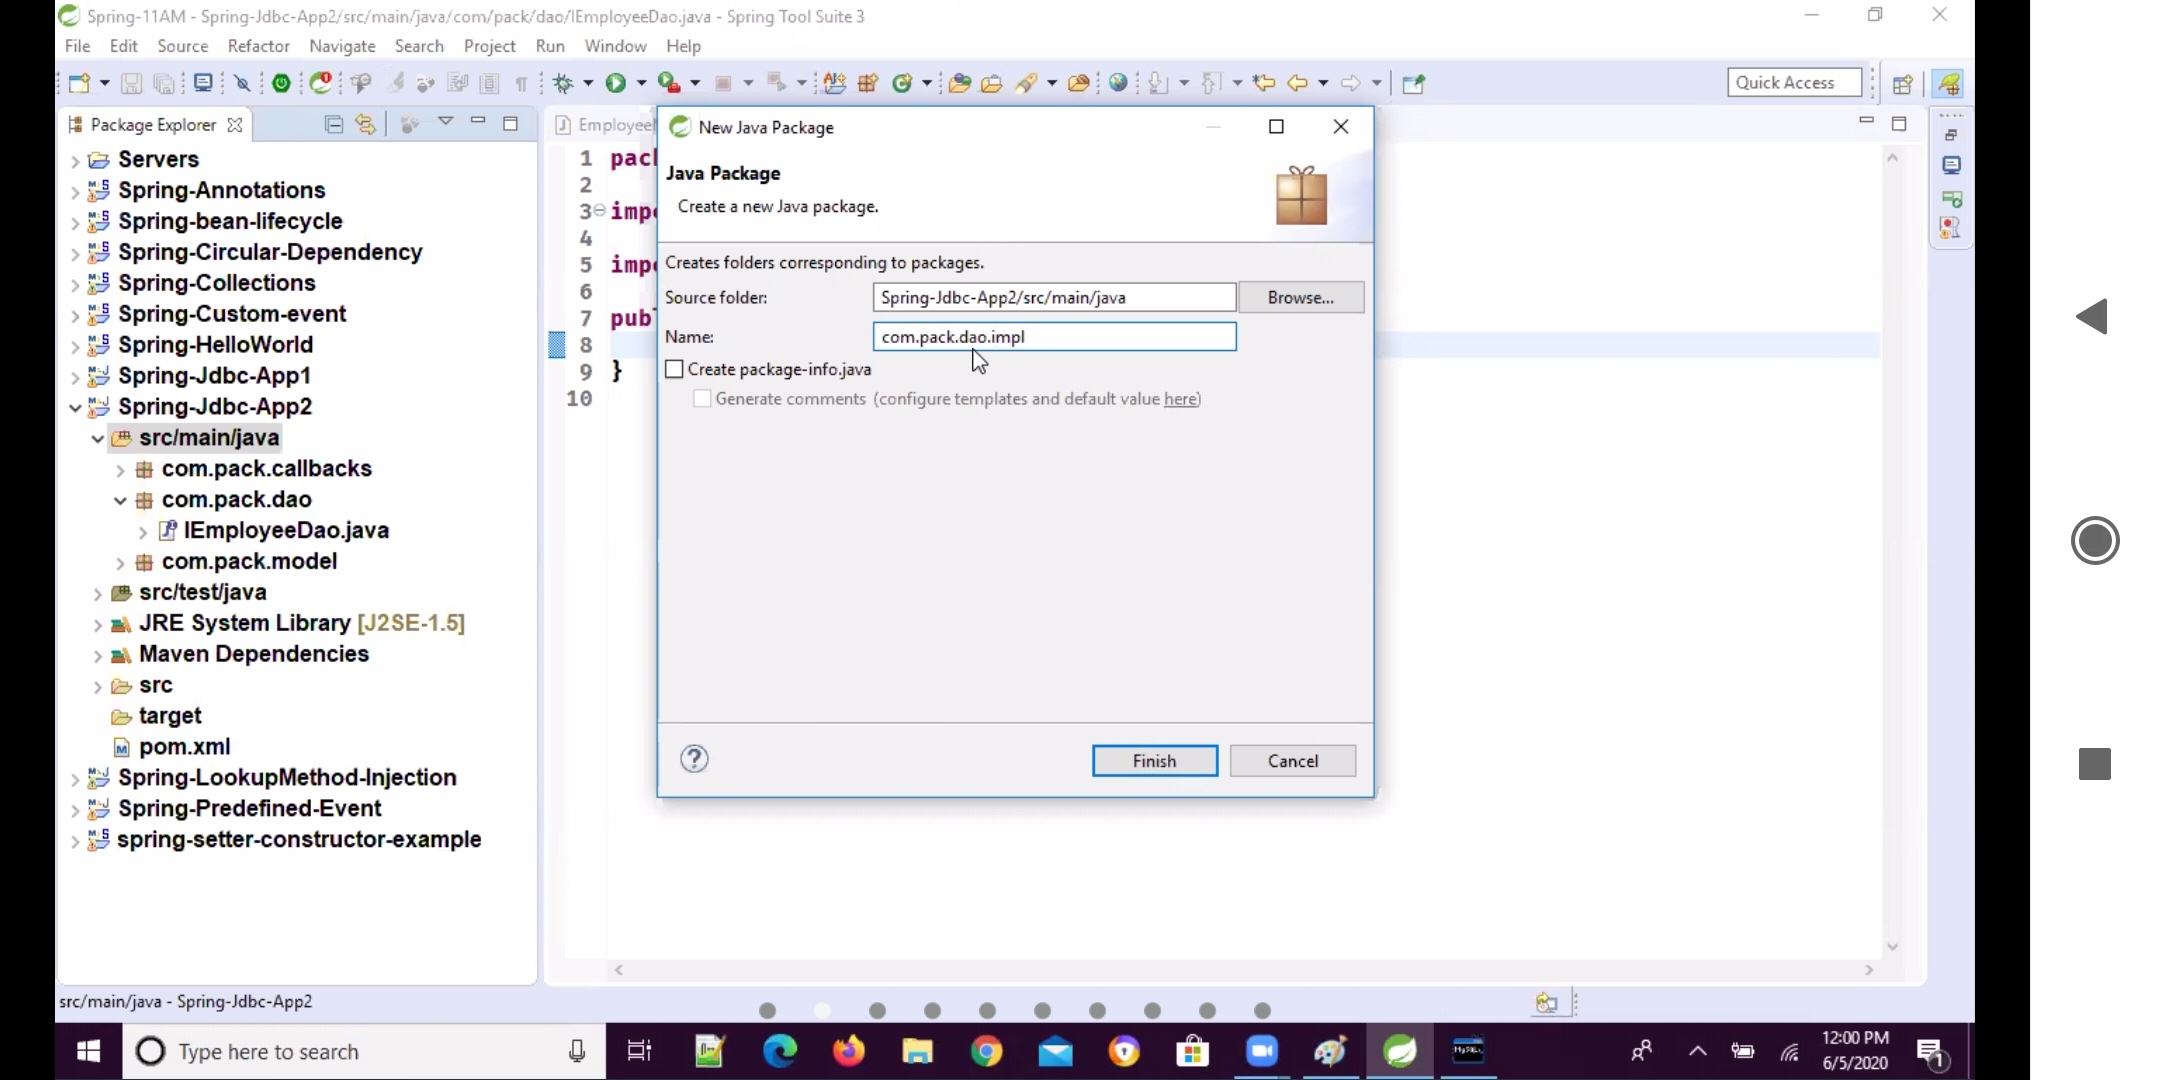 Spring-11AM - Spring-Jdbc-App2/src/main/java/com/pack/dao/IEmployeeDao.java - Spring Tool Suite 3
File Edit Source Refactor Navigate Search Project Run Window Help
Quick Access
Package Explorer
Servers
Spring-Annotations
Spring-bean-lifecycle
Spring-Circular-Dependency
Spring-Collections
Spring-Custom-event
Spring-HelloWorld
Spring-Jdbc-App1
Spring-Jdbc-App2
src/main/java
com.pack.callbacks
com.pack.dao
IEmployeeDao.java
com.pack.model
src/test/java
JRE System Library [J2SE-1.5]
Maven Dependencies
src
target
pom.xml
Spring-LookupMethod-Injection
Spring-Predefined-Event
spring-setter-constructor-example
Employee
1 pac
2
3 imp
4
5 imp
6
7 pub
8
9 }
10
New Java Package
Java Package
Create a new Java package.
Creates folders corresponding to packages.
Source folder: Spring-Jdbc-App2/src/main/java Browse...
Name: com.pack.dao.impl
Create package-info.java
Generate comments (configure templates and default value here)
Finish Cancel
src/main/java - Spring-Jdbc-App2
Type here to search
12:00 PM
6/5/2020
1